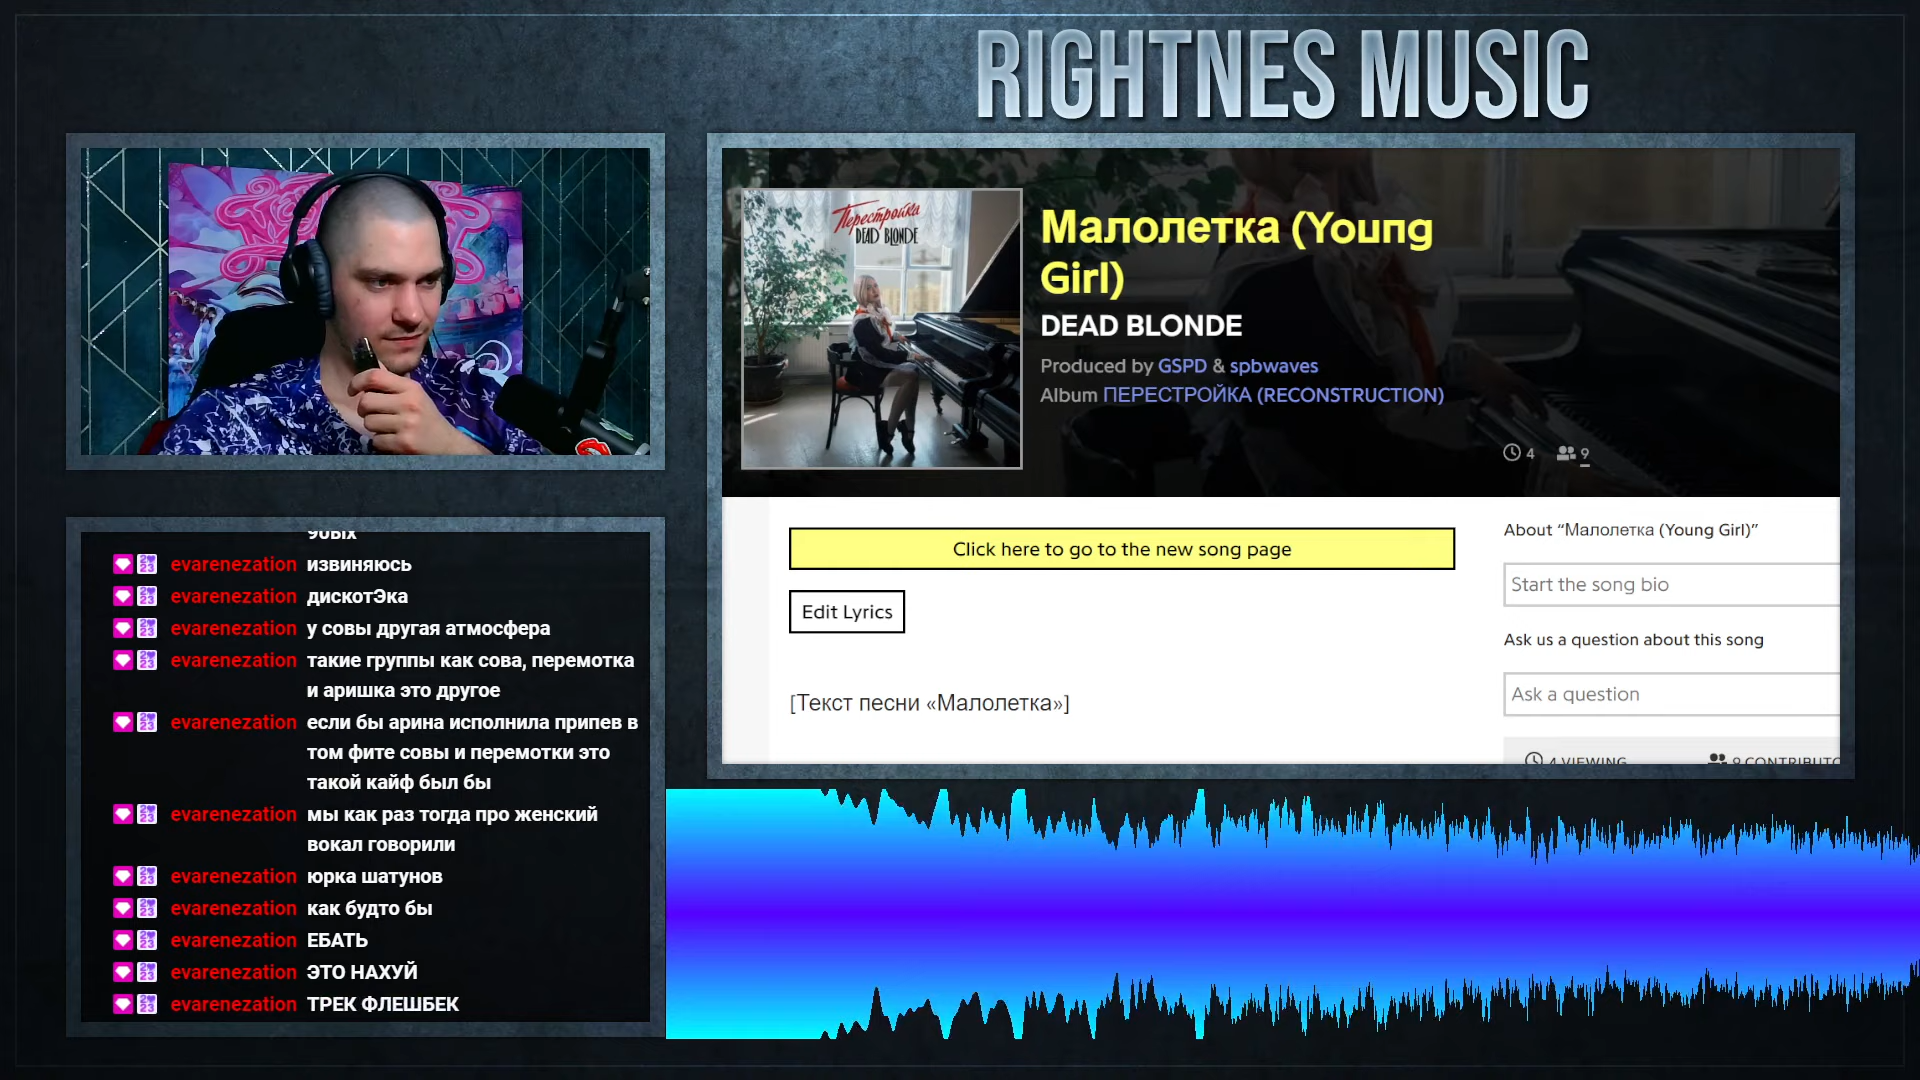 RIGHTNES MUSIC
Перестройка
DEAD BLONDE
Малолетка (Young
Girl)
DEAD BLONDE
Produced by GSPD & spbwaves
Album ПЕРЕСТРОЙКА (RECONSTRUCTION)
4 9
Click here to go to the new song page
Edit Lyrics
[Текст песни «Малолетка»]
About “Малолетка (Young Girl)”
Start the song bio
Ask us a question about this song
Ask a question
4 VIEWING 9 CONTRIBUTO
90ых
evarenezation извиняюсь
evarenezation дискотЭка
evarenezation у совы другая атмосфера
evarenezation такие группы как сова, перемотка
и аришка это другое
evarenezation если бы арина исполнила припев в
том фите совы и перемотки это
такой кайф был бы
evarenezation мы как раз тогда про женский
вокал говорили
evarenezation юрка шатунов
evarenezation как будто бы
evarenezation ЕБАТЬ
evarenezation ЭТО НАХУЙ
evarenezation ТРЕК ФЛЕШБЕК